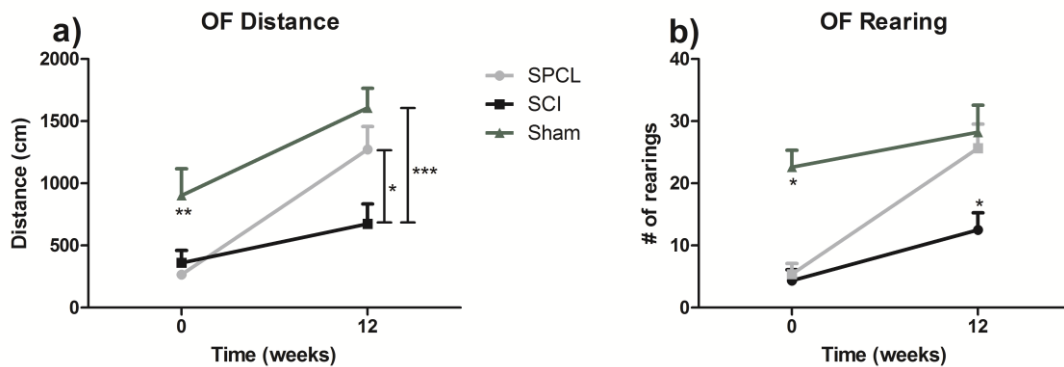 a)
OF Distance
2000
1500
1000
500
0
Distance (cm)
**
*
***
0
12
Time (weeks)
SPCL
SCI
Sham
b)
OF Rearing
40
30
20
10
0
# of rearings
*
*
0
12
Time (weeks)